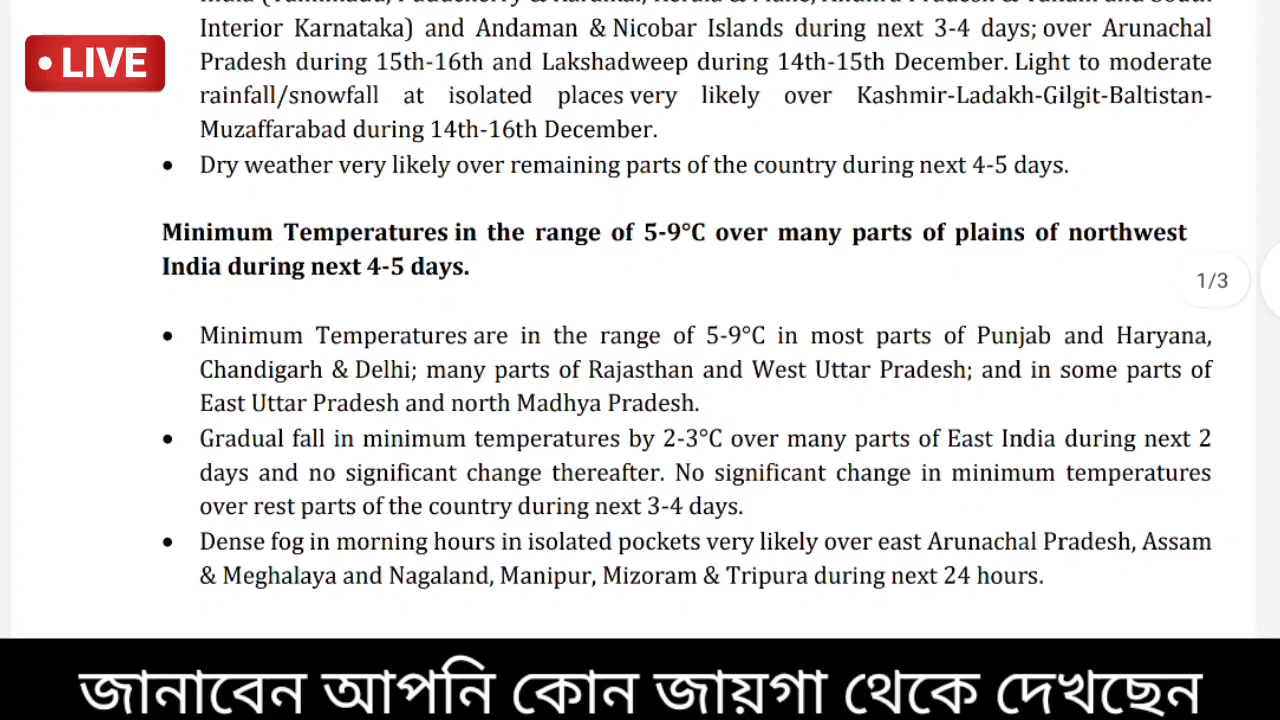 Interior Karnataka) and Andaman & Nicobar Islands during next 3-4 days; over Arunachal
• LIVE
Pradesh during 15th-16th and Lakshadweep during 14th-15th December. Light to moderate
rainfall/snowfall at isolated places very likely over Kashmir-Ladakh-Gilgit-Baltistan-
Muzaffarabad during 14th-16th December.
• Dry weather very likely over remaining parts of the country during next 4-5 days.
Minimum Temperatures in the range of 5-9°C over many parts of plains of northwest
India during next 4-5 days.
1/3
• Minimum Temperatures are in the range of 5-9°C in most parts of Punjab and Haryana,
Chandigarh & Delhi; many parts of Rajasthan and West Uttar Pradesh; and in some parts of
East Uttar Pradesh and north Madhya Pradesh.
• Gradual fall in minimum temperatures by 2-3°C over many parts of East India during next 2
days and no significant change thereafter. No significant change in minimum temperatures
over rest parts of the country during next 3-4 days.
• Dense fog in morning hours in isolated pockets very likely over east Arunachal Pradesh, Assam
& Meghalaya and Nagaland, Manipur, Mizoram & Tripura during next 24 hours.
জানাবেন আপনি কোন জায়গা থেকে দেখছেন